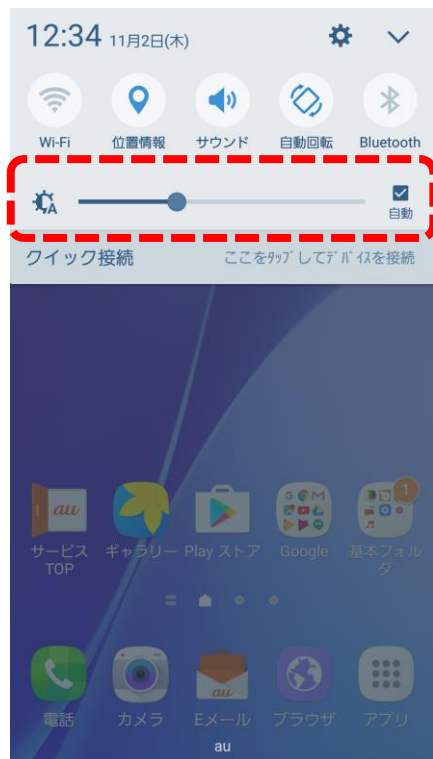 12:34 11月2日(木)
Wi-Fi 位置情報 サウンド 自動回転 Bluetooth
A 自動
クイック接続 ここをﾀｯﾌﾟしてﾃﾞﾊﾞｲｽを接続
au G G M 1
サービス ギャラリー Play ストア Google 基本フォル
TOP ダ
au
電話 カメラ Eメール ブラウザ アプリ
au